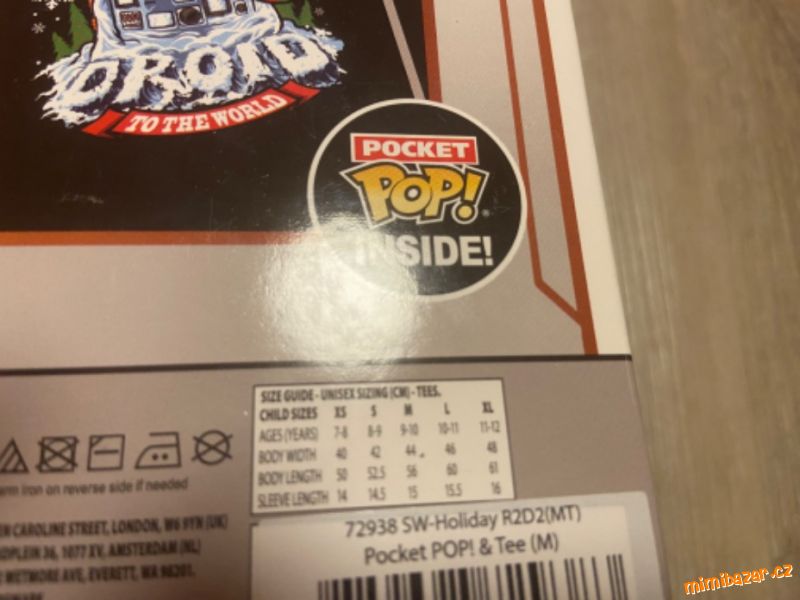 DROID
TO THE WORLD
POCKET
POP!
INSIDE!
SIZE GUIDE - UNISEX SIZING (CM) - TEES.
CHILD SIZES XS S M L XL
AGES (YEARS) 7-8 8-9 9-10 10-11 11-12
BODY WIDTH 40 42 44 46 48
BODY LENGTH 50 52.5 56 60 61
SLEEVE LENGTH 14 14.5 15 15.5 16
arm iron on reverse side if needed
EN CAROLINE STREET, LONDON, W6 9YN (UK)
OPLEIN 36, 1077 XV, AMSTERDAM (NL)
WETMORE AVE, EVERETT, WA 98201.
72938 SW-Holiday R2D2(MT)
Pocket POP! & Tee (M)
mimibazar.cz